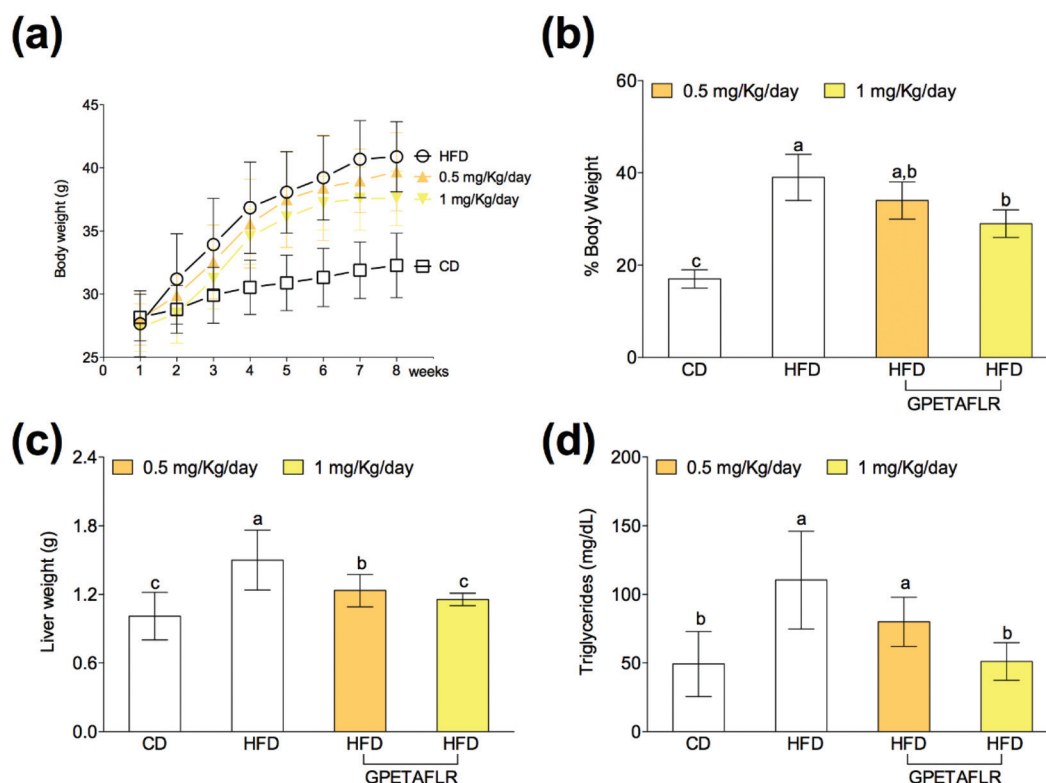 (a)
45
40
35
30
25
Body weight (g)
HFD
0.5 mg/Kg/day
1 mg/Kg/day
CD
0 1 2 3 4 5 6 7 8 weeks
(b)
0.5 mg/Kg/day 1 mg/Kg/day
60
40
20
0
% Body Weight
c a a,b b
CD HFD HFD HFD
GPETAFLR
(c)
0.5 mg/Kg/day 1 mg/Kg/day
2.4
1.8
1.2
0.6
0.0
Liver weight (g)
c a b c
CD HFD HFD HFD
GPETAFLR
(d)
0.5 mg/Kg/day 1 mg/Kg/day
200
150
100
50
0
Triglycerides (mg/dL)
b a a b
CD HFD HFD HFD
GPETAFLR